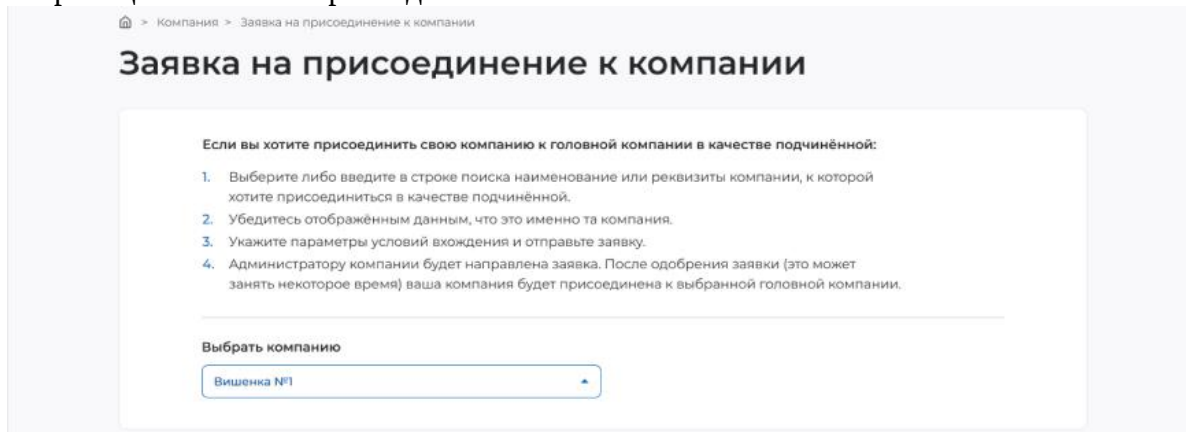 > Компания > Заявка на присоединение к компании
Заявка на присоединение к компании
Если вы хотите присоединить свою компанию к головной компании в качестве подчинённой:
1. Выберите либо введите в строке поиска наименование или реквизиты компании, к которой
хотите присоединиться в качестве подчинённой.
2. Убедитесь отображённым данным, что это именно та компания.
3. Укажите параметры условий вхождения и отправьте заявку.
4. Администратору компании будет направлена заявка. После одобрения заявки (это может
занять некоторое время) ваша компания будет присоединена к выбранной головной компании.
Выбрать компанию
Вишенка №1